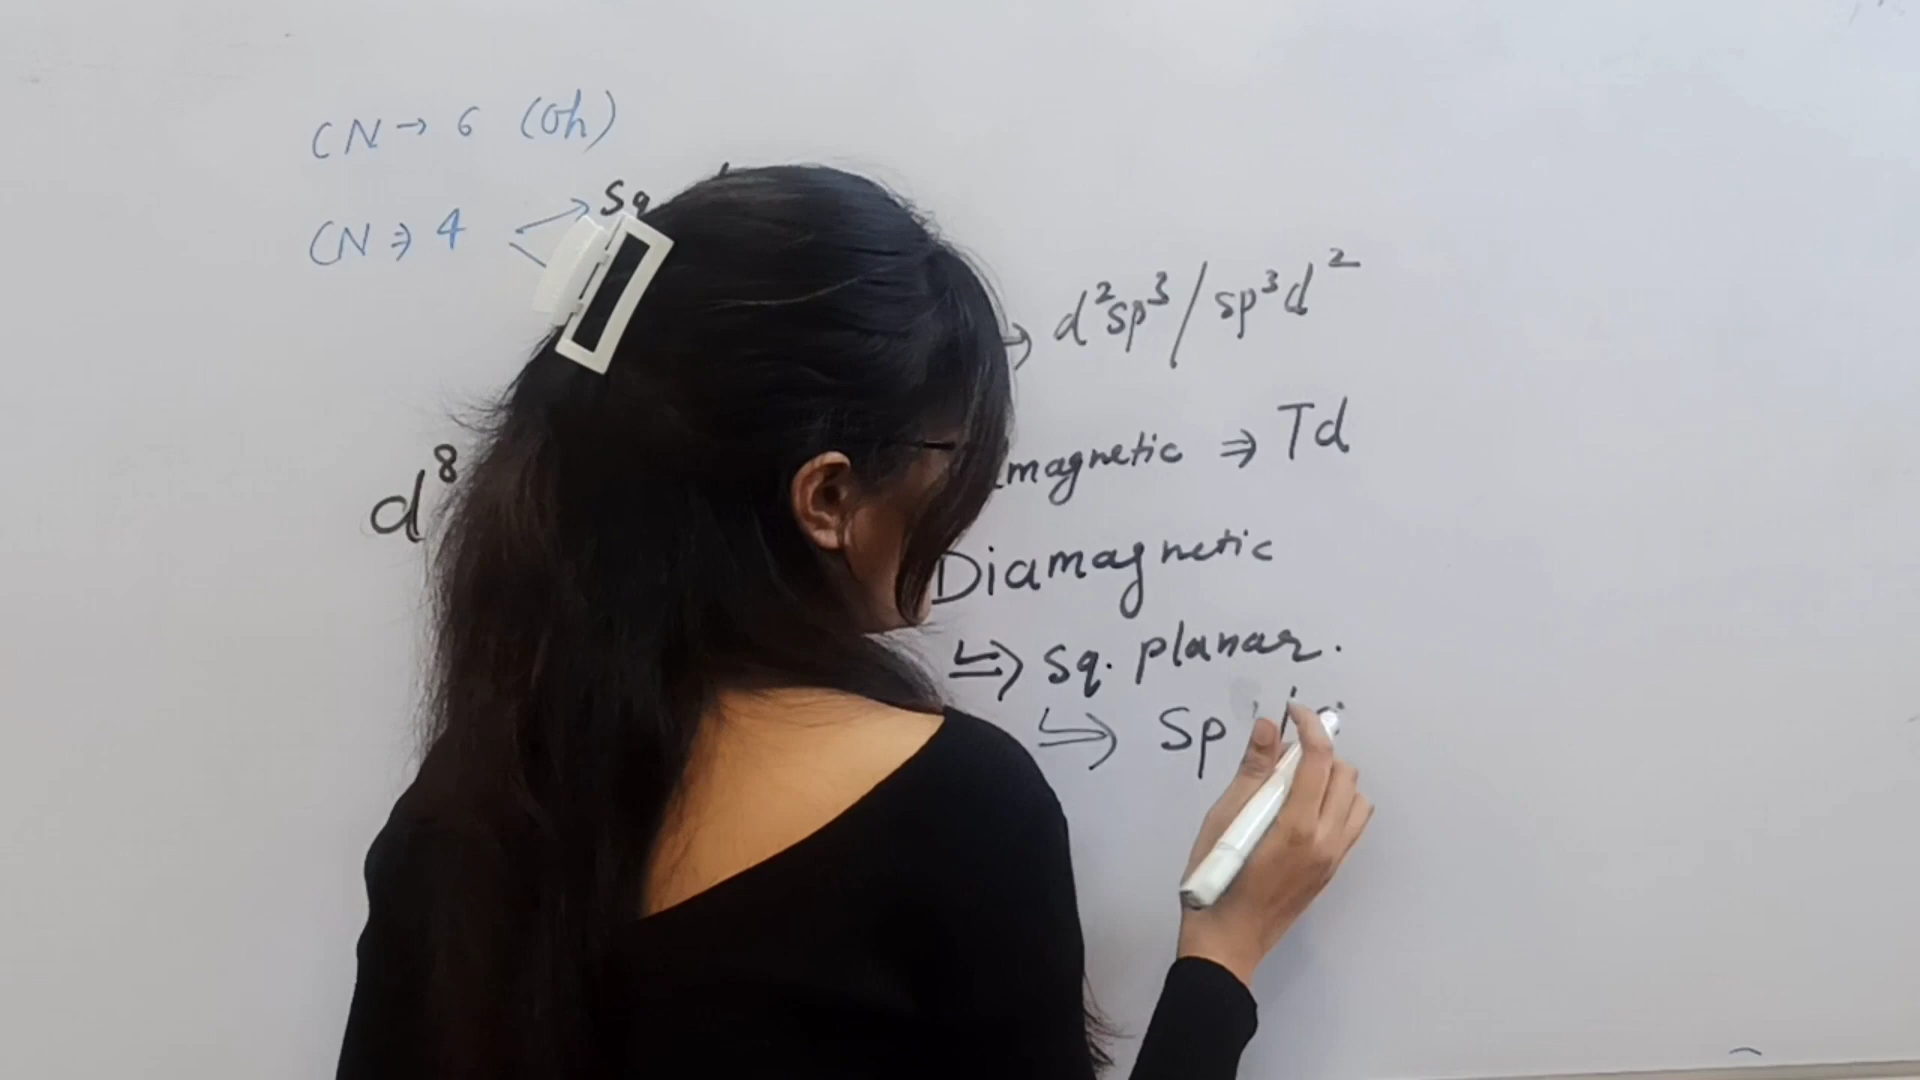 CN → 6 (Oh)
CN ⇒ 4
Sq
→ d²sp³ / sp³d²
magnetic ⇒ Td
d⁸
Diamagnetic
↳ Sq. planar.
↳ Sp